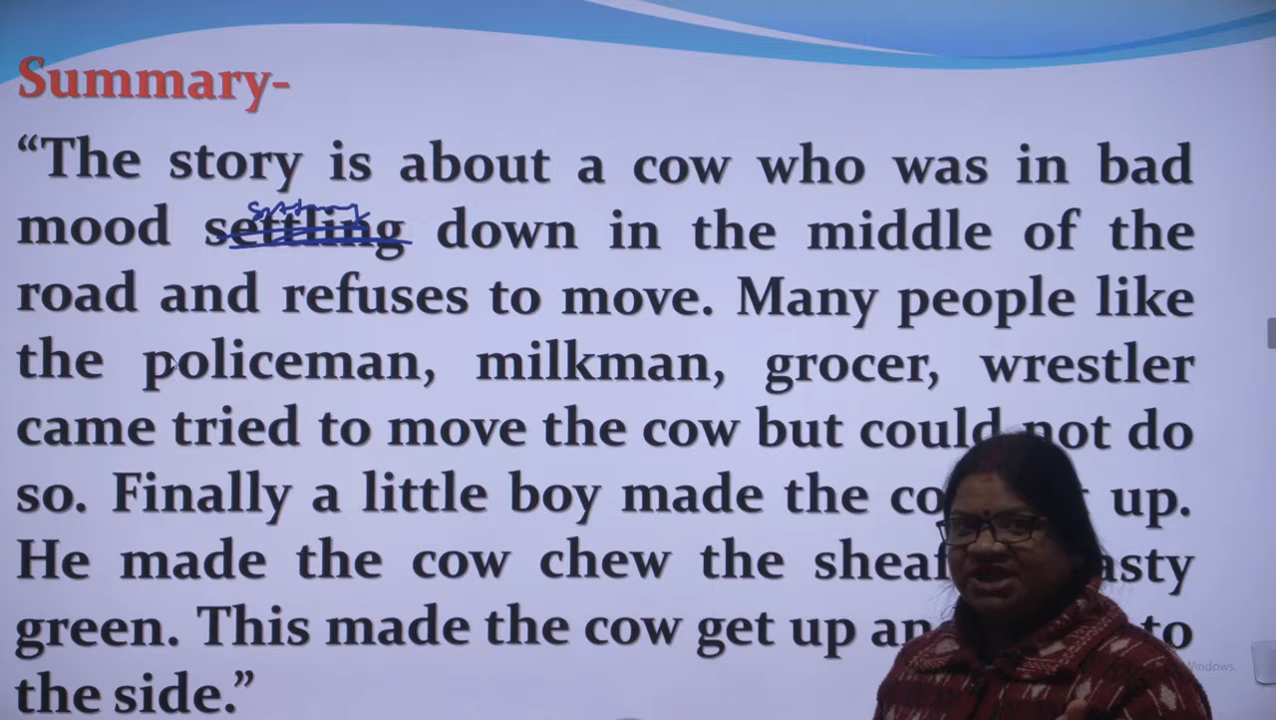 Summary-
“The story is about a cow who was in bad
mood settling down in the middle of the
road and refuses to move. Many people like
the policeman, milkman, grocer, wrestler
came tried to move the cow but could not do
so. Finally a little boy made the up.
He made the cow chew the sheaf
green. This made the cow get up to
the side.”
Windows.